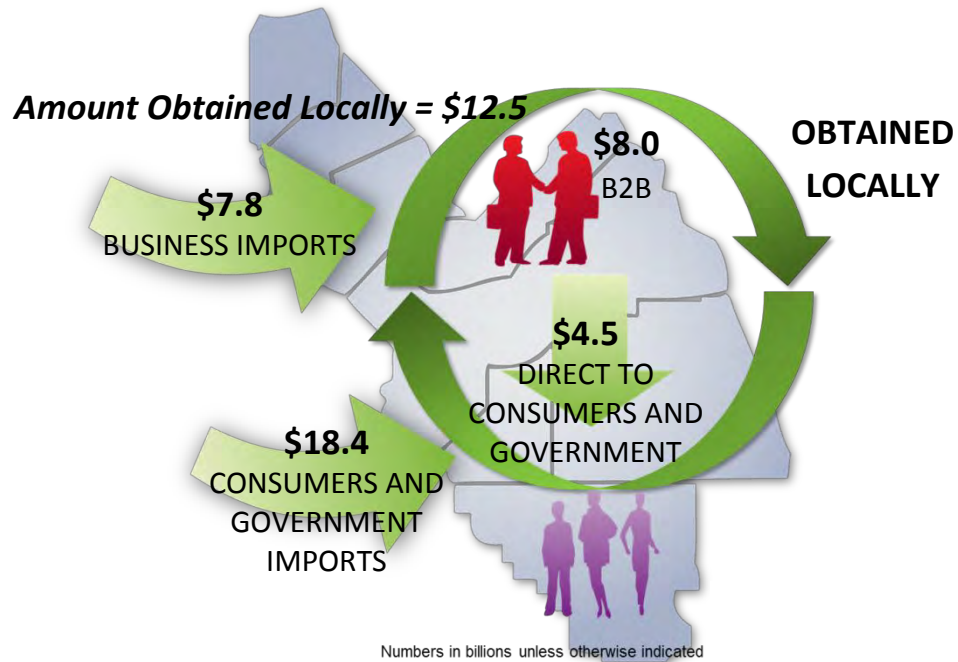 Amount Obtained Locally = $12.5
OBTAINED
LOCALLY
$8.0
B2B
$7.8
BUSINESS IMPORTS
$4.5
DIRECT TO
CONSUMERS AND
GOVERNMENT
$18.4
CONSUMERS AND
GOVERNMENT
IMPORTS
Numbers in billions unless otherwise indicated